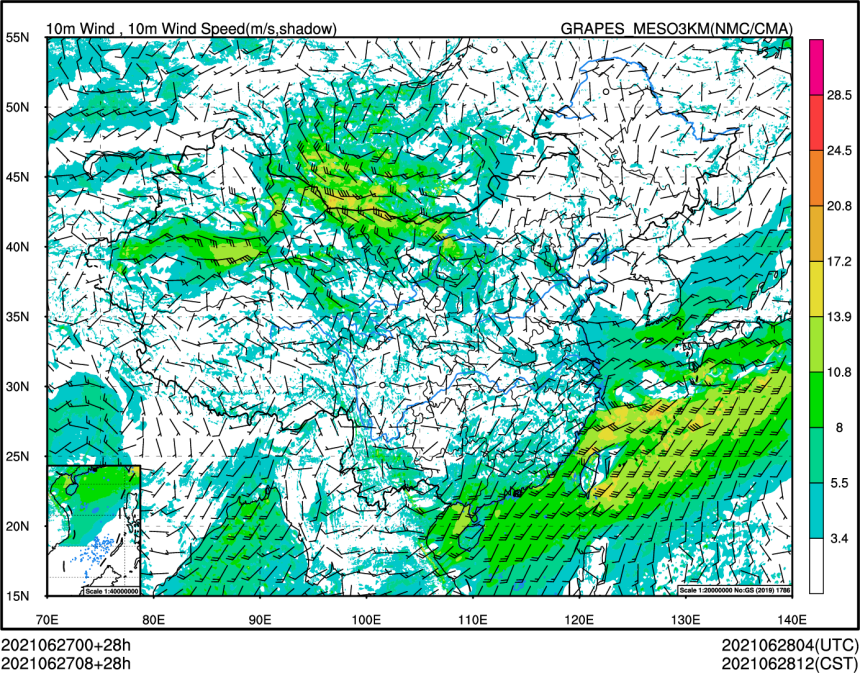 10m Wind , 10m Wind Speed(m/s,shadow) GRAPES_MESO3KM(NMC/CMA)
55N
50N
45N
40N
35N
30N
25N
20N
15N
28.5
24.5
20.8
17.2
13.9
10.8
8
5.5
3.4
Scale 1:40000000
Scale 1:20000000 No:GS (2019) 1786
70E 80E 90E 100E 110E 120E 130E 140E
2021062700+28h 2021062804(UTC)
2021062708+28h 2021062812(CST)